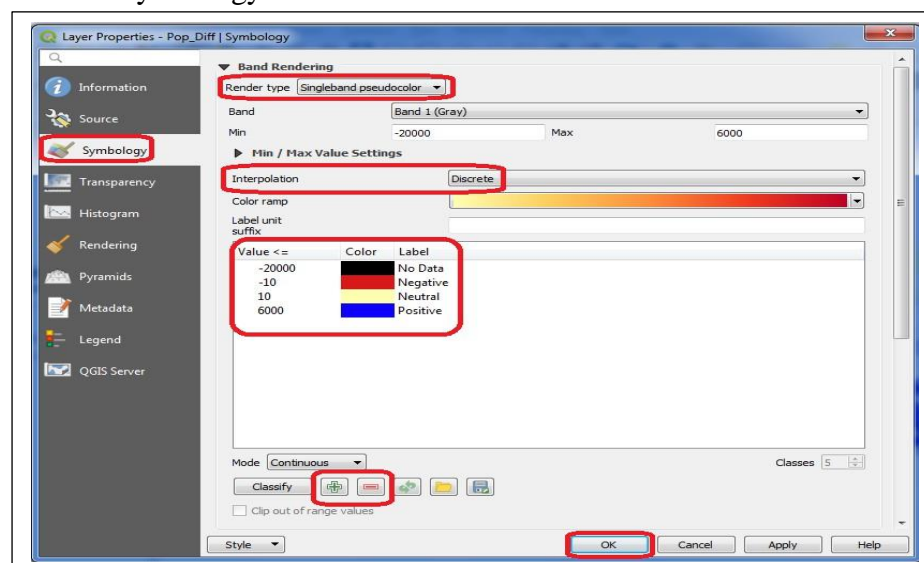 Layer Properties - Pop_Diff | Symbology
Information
Source
Symbology
Transparency
Histogram
Rendering
Pyramids
Metadata
Legend
QGIS Server
Band Rendering
Render type Singleband pseudocolor
Band Band 1 (Gray)
Min -20000 Max 6000
Min / Max Value Settings
Interpolation Discrete
Color ramp
Label unit
suffix
Value <= Color Label
-20000 No Data
-10 Negative
10 Neutral
6000 Positive
Mode Continuous Classes 5
Classify
Clip out of range values
Style OK Cancel Apply Help